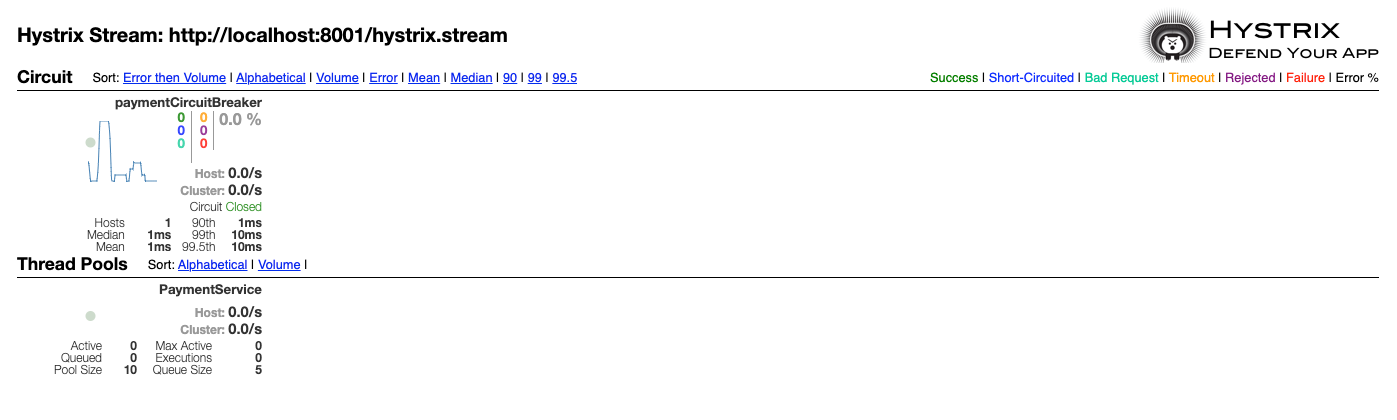 Hystrix Stream: http://localhost:8001/hystrix.stream
HYSTRIX
DEFEND YOUR APP
Circuit Sort: Error then Volume | Alphabetical | Volume | Error | Mean | Median | 90 | 99 | 99.5
Success | Short-Circuited | Bad Request | Timeout | Rejected | Failure | Error %
paymentCircuitBreaker
0 0 0.0 %
0 0
0 0
Host: 0.0/s
Cluster: 0.0/s
Circuit Closed
Hosts 1 90th 1ms
Median 1ms 99th 10ms
Mean 1ms 99.5th 10ms
Thread Pools Sort: Alphabetical | Volume |
PaymentService
Host: 0.0/s
Cluster: 0.0/s
Active 0 Max Active 0
Queued 0 Executions 0
Pool Size 10 Queue Size 5